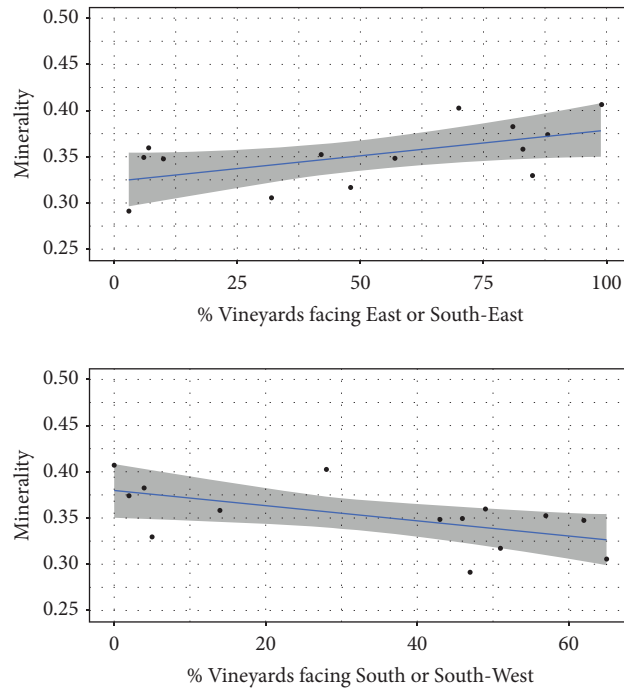 0.50
0.45
0.40
0.35
0.30
0.25
Minerality
0 25 50 75 100
% Vineyards facing East or South-East
0.50
0.45
0.40
0.35
0.30
0.25
Minerality
0 20 40 60
% Vineyards facing South or South-West